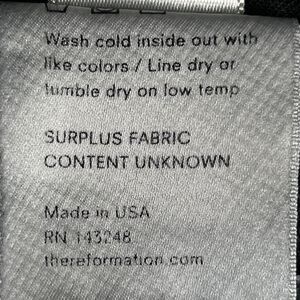 Wash cold inside out with
like colors / Line dry or
tumble dry on low temp
SURPLUS FABRIC
CONTENT UNKNOWN
Made in USA
RN 143248
thereformation.com